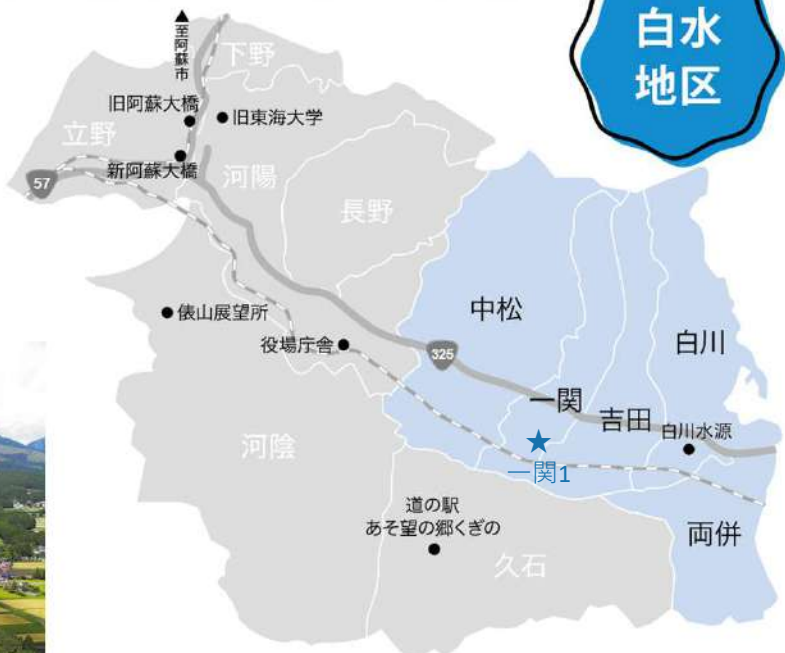 白水
地区
▲至阿蘇市
下野
旧阿蘇大橋
旧東海大学
立野
新阿蘇大橋
河陽
57
長野
中松
俵山展望所
役場庁舎
325
白川
一関
吉田
白川水源
一関1
河陰
道の駅
あそ望の郷くぎの
両併
久石